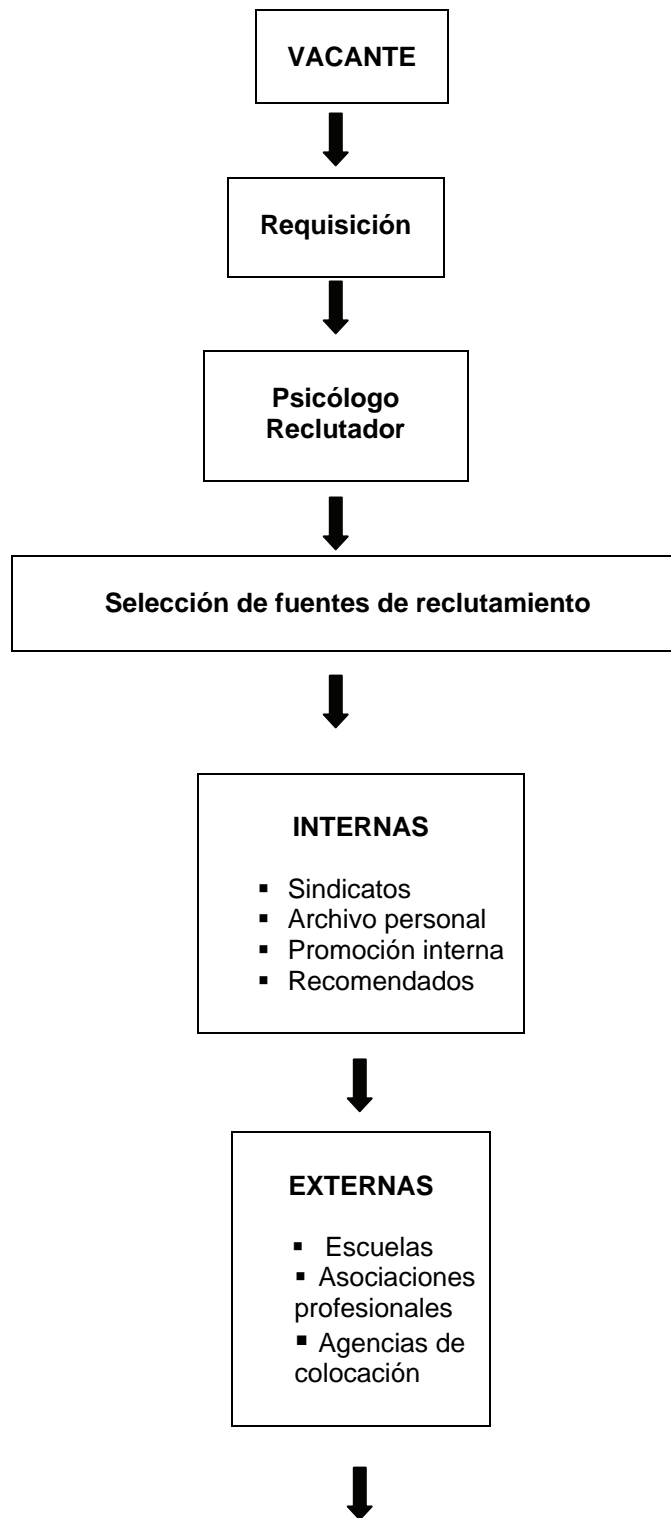 VACANTE
Requisición
Psicólogo
Reclutador
Selección de fuentes de reclutamiento
INTERNAS
▪ Sindicatos
▪ Archivo personal
▪ Promoción interna
▪ Recomendados
EXTERNAS
▪ Escuelas
▪ Asociaciones
profesionales
▪ Agencias de
colocación